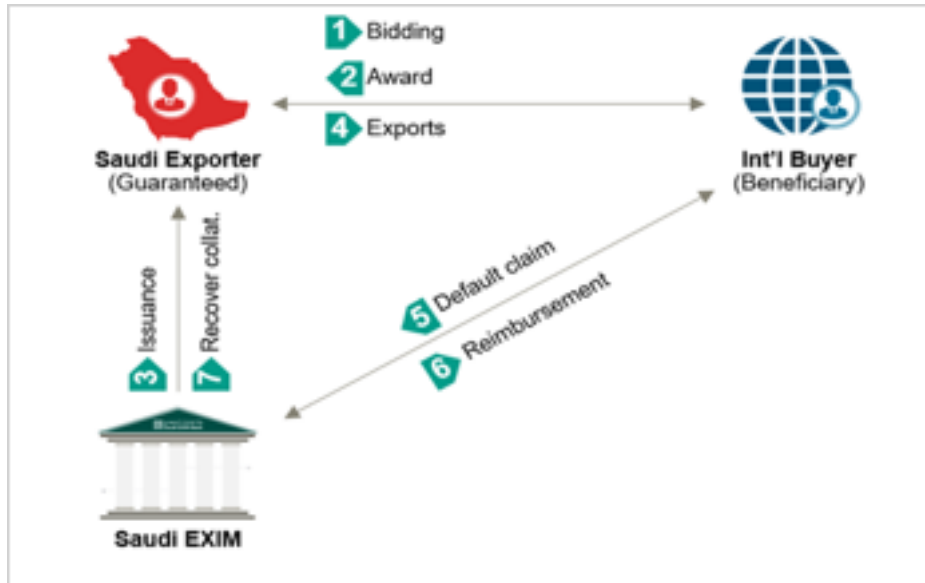 1 Bidding
2 Award
4 Exports
Saudi Exporter
(Guaranteed)
Int'l Buyer
(Beneficiary)
3 Issuance
7 Recover collat.
5 Default claim
6 Reimbursement
Saudi EXIM